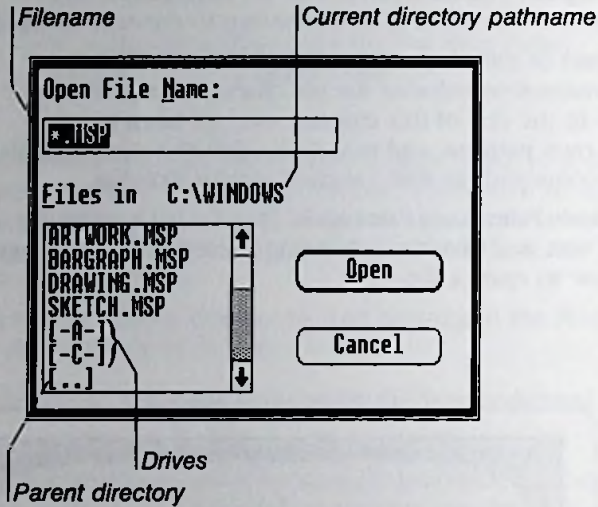 Filename
Current directory pathname
Open File Name:
*.MSP
Files in C:\WINDOWS
ARTWORK.MSP
BARGRAPH.MSP
DRAWING.MSP
SKETCH.MSP
[-A-]
[-C-]
[..]
Open
Cancel
Drives
Parent directory